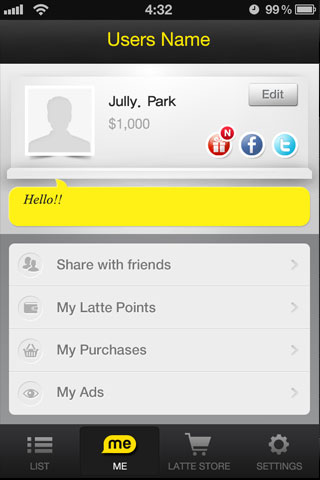 4:32
99%
Users Name
Jully. Park
Edit
$1,000
N
f
t
Hello!!
Share with friends
My Latte Points
My Purchases
My Ads
me
LIST
ME
LATTE STORE
SETTINGS